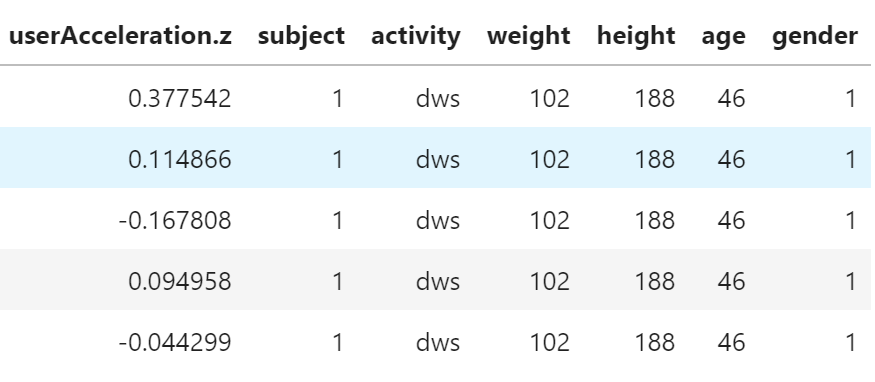 userAcceleration.z subject activity weight height age gender
0.377542 1 dws 102 188 46 1
0.114866 1 dws 102 188 46 1
-0.167808 1 dws 102 188 46 1
0.094958 1 dws 102 188 46 1
-0.044299 1 dws 102 188 46 1